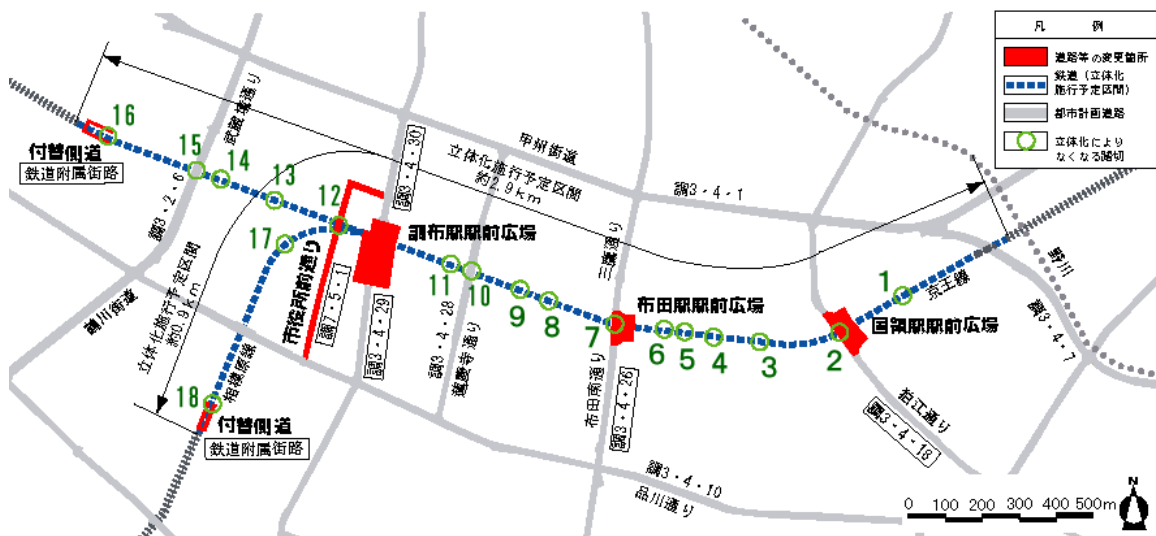 凡 例
道路等の変更箇所
鉄道（立体化
施行予定区間）
都市計画道路
立体化により
なくなる踏切
16
付替側道
鉄道附属街路
15
14
13
12
武蔵境通り
調3・2・6
調3・4・30
甲州街道
立体化施行予定区間
約2.9km
調3・4・1
調布駅駅前広場
17
市役所前通り
調7・5・1
調3・4・29
11
10
9
8
7
調3・4・28
蓮慶寺通り
三鷹通り
布田駅駅前広場
6
5
4
3
2
1
京王線
国領駅駅前広場
野川
調3・4・7
鶴川街道
立体化施行予定区間
約0.9km
相模原線
18
付替側道
鉄道附属街路
布田南通り
調3・4・26
狛江通り
調3・4・18
調3・4・10
品川通り
N
0 100 200 300 400 500m